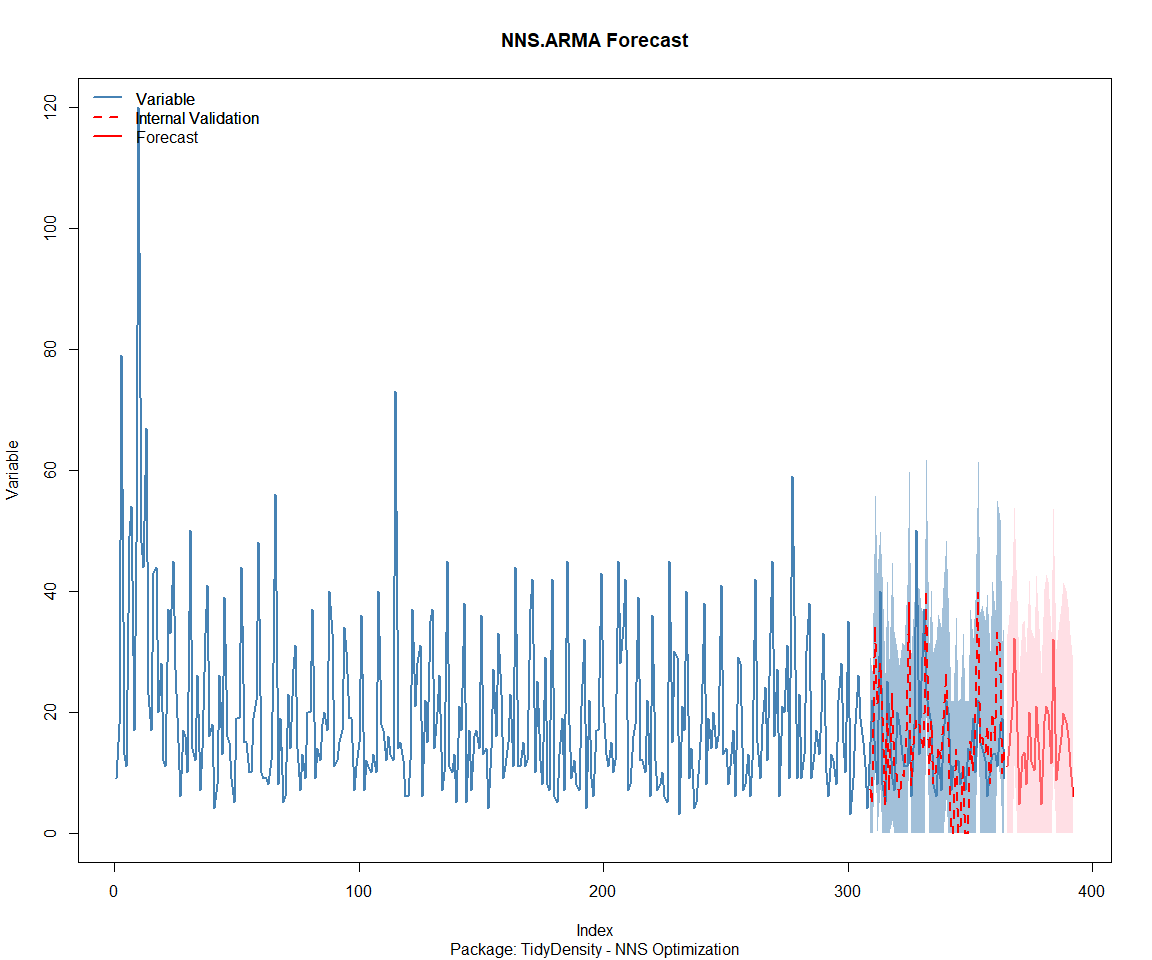 NNS.ARMA Forecast
Variable
Internal Validation
Forecast
120
100
80
60
40
20
0
Variable
0
100
200
300
400
Index
Package: TidyDensity - NNS Optimization